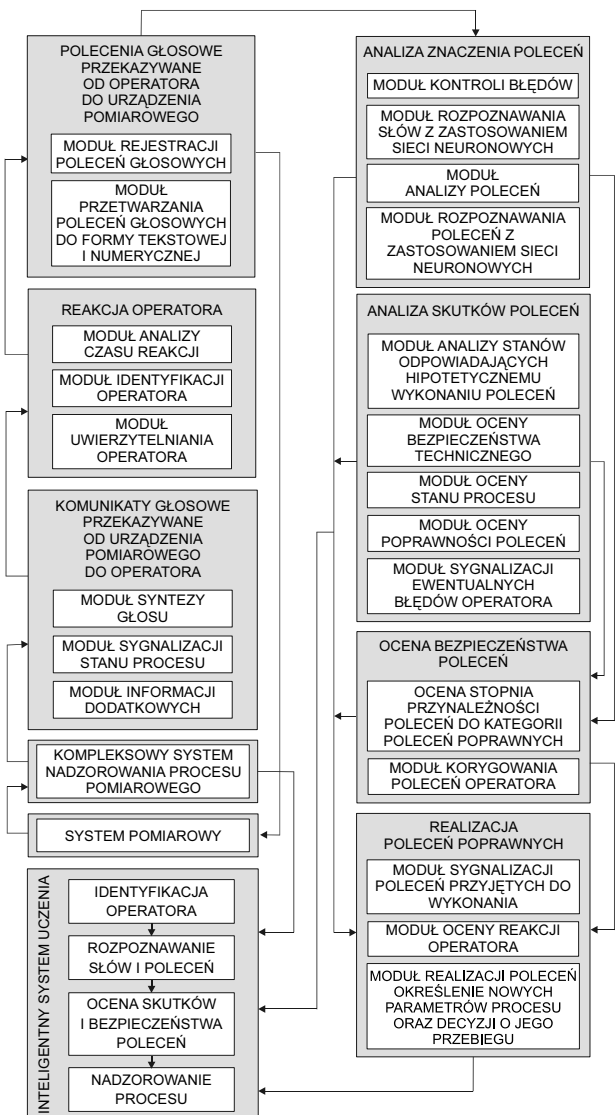 POLECENIA GŁOSOWE
PRZEKAZYWANE
OD OPERATORA
DO URZĄDZENIA
POMIAROWEGO
MODUŁ REJESTRACJI
POLECEŃ GŁOSOWYCH
MODUŁ
PRZETWARZANIA
POLECEŃ GŁOSOWYCH
DO FORMY TEKSTOWEJ
I NUMERYCZNEJ
REAKCJA OPERATORA
MODUŁ ANALIZY
CZASU REAKCJI
MODUŁ IDENTYFIKACJI
OPERATORA
MODUŁ
UWIERZYTELNIANIA
OPERATORA
KOMUNIKATY GŁOSOWE
PRZEKAZYWANE
OD URZĄDZENIA
POMIAROWEGO
DO OPERATORA
MODUŁ SYNTEZY
GŁOSU
MODUŁ SYGNALIZACJI
STANU PROCESU
MODUŁ INFORMACJI
DODATKOWYCH
KOMPLEKSOWY SYSTEM
NADZOROWANIA PROCESU
POMIAROWEGO
SYSTEM POMIAROWY
INTELIGENTNY SYSTEM UCZENIA
IDENTYFIKACJA
OPERATORA
ROZPOZNAWANIE
SŁÓW I POLECEŃ
OCENA SKUTKÓW
I BEZPIECZEŃSTWA
POLECEŃ
NADZOROWANIE
PROCESU
ANALIZA ZNACZENIA POLECEŃ
MODUŁ KONTROLI BŁĘDÓW
MODUŁ ROZPOZNAWANIA
SŁÓW Z ZASTOSOWANIEM
SIECI NEURONOWYCH
MODUŁ
ANALIZY POLECEŃ
MODUŁ ROZPOZNAWANIA
POLECEŃ Z
ZASTOSOWANIEM SIECI
NEURONOWYCH
ANALIZA SKUTKÓW POLECEŃ
MODUŁ ANALIZY STANÓW
ODPOWIADAJĄCYCH
HIPOTETYCZNEMU
WYKONANIU POLECEŃ
MODUŁ OCENY
BEZPIECZEŃSTWA
TECHNICZNEGO
MODUŁ OCENY
STANU PROCESU
MODUŁ OCENY
POPRAWNOŚCI POLECEŃ
MODUŁ SYGNALIZACJI
EWENTUALNYCH
BŁĘDÓW OPERATORA
OCENA BEZPIECZEŃSTWA
POLECEŃ
OCENA STOPNIA
PRZYNALEŻNOŚCI
POLECEŃ DO KATEGORII
POLECEŃ POPRAWNYCH
MODUŁ KORYGOWANIA
POLECEŃ OPERATORA
REALIZACJA
POLECEŃ POPRAWNYCH
MODUŁ SYGNALIZACJI
POLECEŃ PRZYJĘTYCH DO
WYKONANIA
MODUŁ OCENY REAKCJI
OPERATORA
MODUŁ REALIZACJI POLECEŃ
OKREŚLENIE NOWYCH
PARAMETRÓW PROCESU
ORAZ DECYZJI O JEGO
PRZEBIEGU